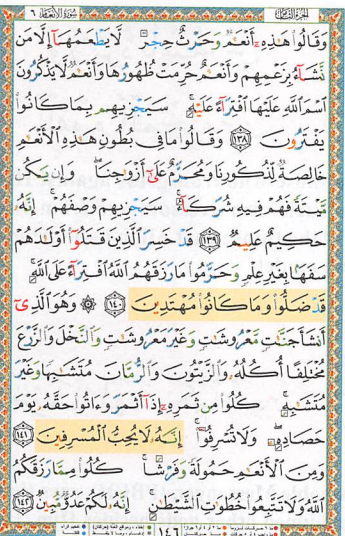 الجزء الثامن سورة الأنعام ٦
وَقَالُوا۟ هَـٰذِهِۦٓ أَنْعَـٰمٌ وَحَرْثٌ حِجْرٌ لَّا يَطْعَمُهَآ إِلَّا مَن
نَّشَآءُ بِزَعْمِهِمْ وَأَنْعَـٰمٌ حُرِّمَتْ ظُهُورُهَا وَأَنْعَـٰمٌ لَّا يَذْكُرُونَ
ٱسْمَ ٱللَّهِ عَلَيْهَا ٱفْتِرَآءً عَلَيْهِ ۚ سَيَجْزِيهِم بِمَا كَانُوا۟
يَفْتَرُونَ ١٣٨ وَقَالُوا۟ مَا فِى بُطُونِ هَـٰذِهِ ٱلْأَنْعَـٰمِ
خَالِصَةٌ لِّذُكُورِنَا وَمُحَرَّمٌ عَلَىٰٓ أَزْوَٰجِنَا ۖ وَإِن يَكُن
مَّيْتَةً فَهُمْ فِيهِ شُرَكَآءُ ۚ سَيَجْزِيهِمْ وَصْفَهُمْ ۚ إِنَّهُۥ
حَكِيمٌ عَلِيمٌ ١٣٩ قَدْ خَسِرَ ٱلَّذِينَ قَتَلُوٓا۟ أَوْلَـٰدَهُمْ
سَفَهًۢا بِغَيْرِ عِلْمٍ وَحَرَّمُوا۟ مَا رَزَقَهُمُ ٱللَّهُ ٱفْتِرَآءً عَلَى ٱللَّهِ ۚ
قَدْ ضَلُّوا۟ وَمَا كَانُوا۟ مُهْتَدِينَ ١٤٠ ۞ وَهُوَ ٱلَّذِىٓ
أَنشَأَ جَنَّـٰتٍ مَّعْرُوشَـٰتٍ وَغَيْرَ مَعْرُوشَـٰتٍ وَٱلنَّخْلَ وَٱلزَّرْعَ
مُخْتَلِفًا أُكُلُهُۥ وَٱلزَّيْتُونَ وَٱلرُّمَّانَ مُتَشَـٰبِهًا وَغَيْرَ
مُتَشَـٰبِهٍ ۚ كُلُوا۟ مِن ثَمَرِهِۦٓ إِذَآ أَثْمَرَ وَءَاتُوا۟ حَقَّهُۥ يَوْمَ
حَصَادِهِۦ ۖ وَلَا تُسْرِفُوٓا۟ ۚ إِنَّهُۥ لَا يُحِبُّ ٱلْمُسْرِفِينَ ١٤١
وَمِنَ ٱلْأَنْعَـٰمِ حَمُولَةً وَفَرْشًا ۚ كُلُوا۟ مِمَّا رَزَقَكُمُ
ٱللَّهُ وَلَا تَتَّبِعُوا۟ خُطُوَٰتِ ٱلشَّيْطَـٰنِ ۚ إِنَّهُۥ لَكُمْ عَدُوٌّ مُّبِينٌ ١٤٢
١٤٦